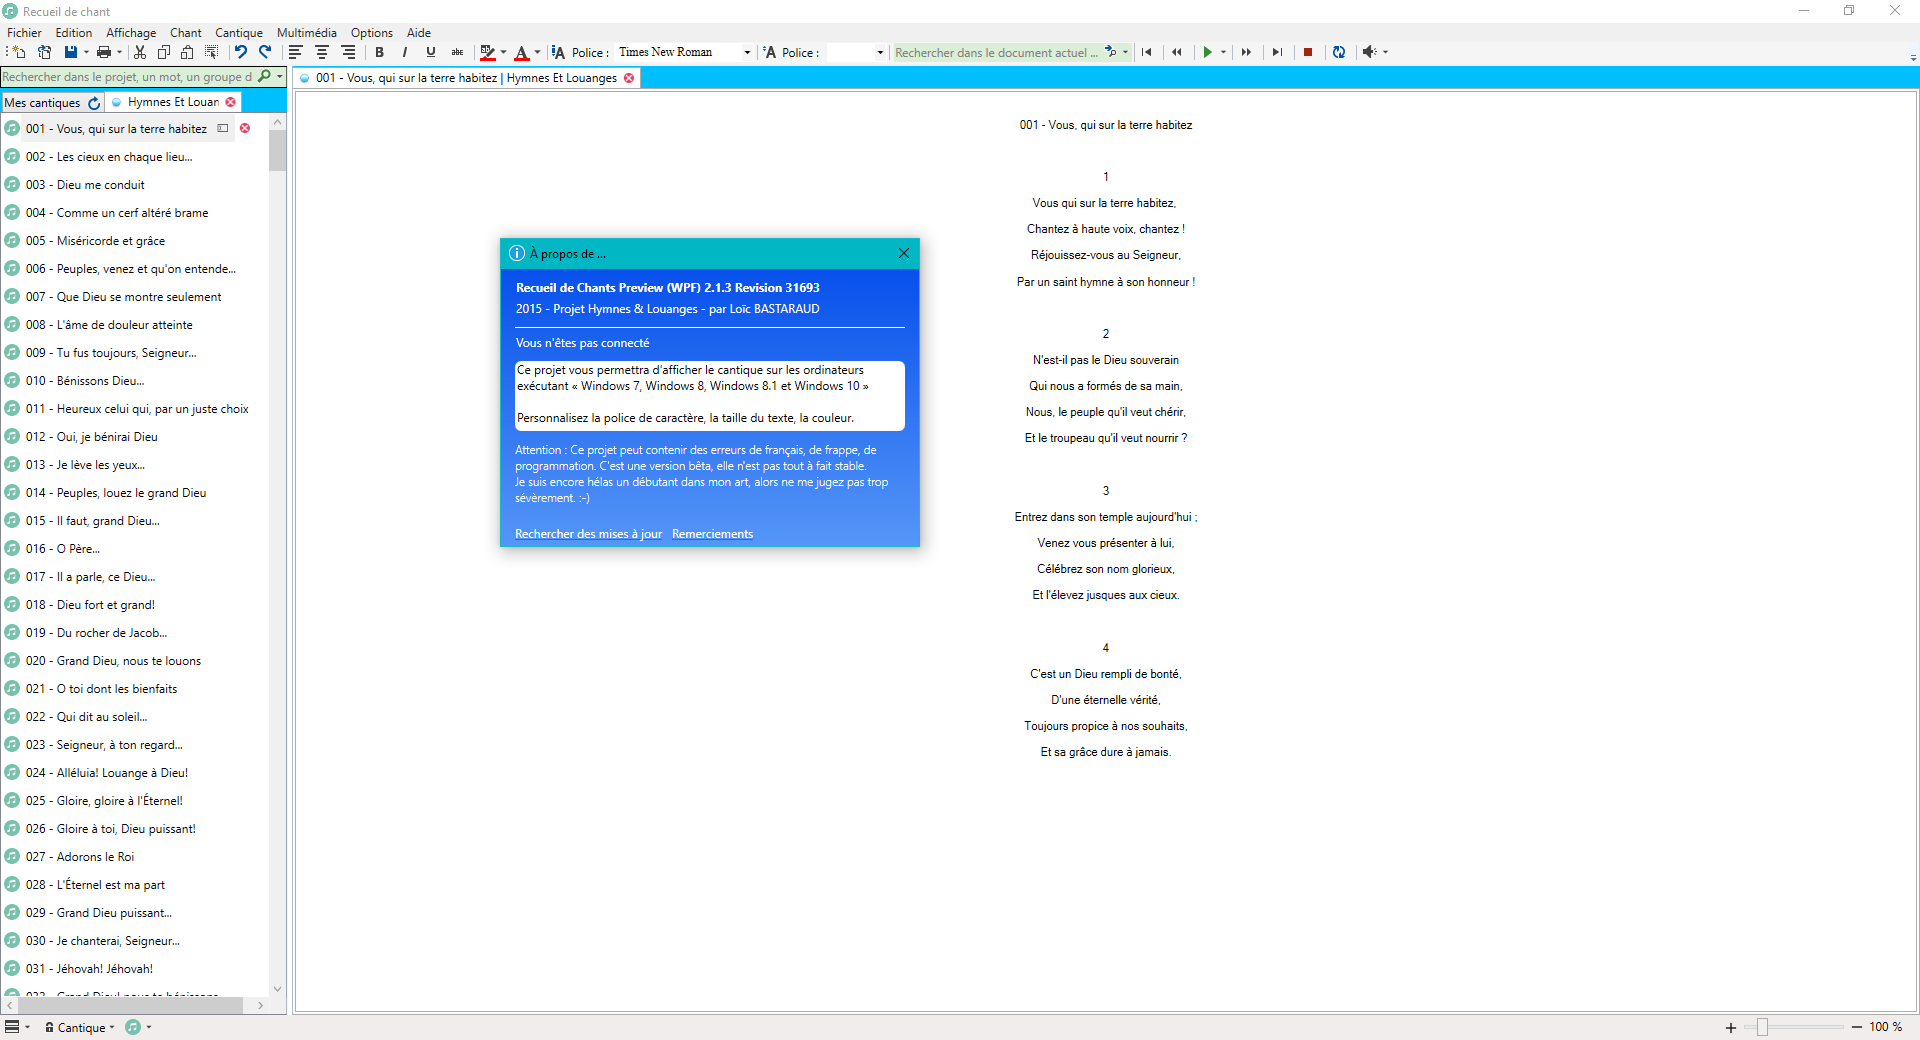 Recueil de chant
Fichier Edition Affichage Chant Cantique Multimédia Options Aide
B I U abc A A Police : Times New Roman A Police : Rechercher dans le document actuel ...
Rechercher dans le projet, un mot, un groupe d
Mes cantiques Hymnes Et Louan
001 - Vous, qui sur la terre habitez
002 - Les cieux en chaque lieu...
003 - Dieu me conduit
004 - Comme un cerf altéré brame
005 - Miséricorde et grâce
006 - Peuples, venez et qu'on entende...
007 - Que Dieu se montre seulement
008 - L'âme de douleur atteinte
009 - Tu fus toujours, Seigneur...
010 - Bénissons Dieu...
011 - Heureux celui qui, par un juste choix
012 - Oui, je bénirai Dieu
013 - Je lève les yeux...
014 - Peuples, louez le grand Dieu
015 - Il faut, grand Dieu...
016 - O Père...
017 - Il a parle, ce Dieu...
018 - Dieu fort et grand!
019 - Du rocher de Jacob...
020 - Grand Dieu, nous te louons
021 - O toi dont les bienfaits
022 - Qui dit au soleil...
023 - Seigneur, à ton regard...
024 - Alléluia! Louange à Dieu!
025 - Gloire, gloire à l'Éternel!
026 - Gloire à toi, Dieu puissant!
027 - Adorons le Roi
028 - L'Éternel est ma part
029 - Grand Dieu puissant...
030 - Je chanterai, Seigneur...
031 - Jéhovah! Jéhovah!
001 - Vous, qui sur la terre habitez | Hymnes Et Louanges
001 - Vous, qui sur la terre habitez
1
Vous qui sur la terre habitez,
Chantez à haute voix, chantez !
Réjouissez-vous au Seigneur,
Par un saint hymne à son honneur !
2
N'est-il pas le Dieu souverain
Qui nous a formés de sa main,
Nous, le peuple qu'il veut chérir,
Et le troupeau qu'il veut nourrir ?
3
Entrez dans son temple aujourd'hui ;
Venez vous présenter à lui,
Célébrez son nom glorieux,
Et l'élevez jusques aux cieux.
4
C'est un Dieu rempli de bonté,
D'une éternelle vérité,
Toujours propice à nos souhaits,
Et sa grâce dure à jamais.
À propos de ...
Recueil de Chants Preview (WPF) 2.1.3 Revision 31693
2015 - Projet Hymnes & Louanges - par Loïc BASTARAUD
Vous n'êtes pas connecté
Ce projet vous permettra d'afficher le cantique sur les ordinateurs
exécutant « Windows 7, Windows 8, Windows 8.1 et Windows 10 »
Personnalisez la police de caractère, la taille du texte, la couleur.
Attention : Ce projet peut contenir des erreurs de français, de frappe, de
programmation. C'est une version bêta, elle n'est pas tout à fait stable.
Je suis encore hélas un débutant dans mon art, alors ne me jugez pas trop
sévèrement. :-)
Rechercher des mises à jour Remerciements
Cantique
100 %